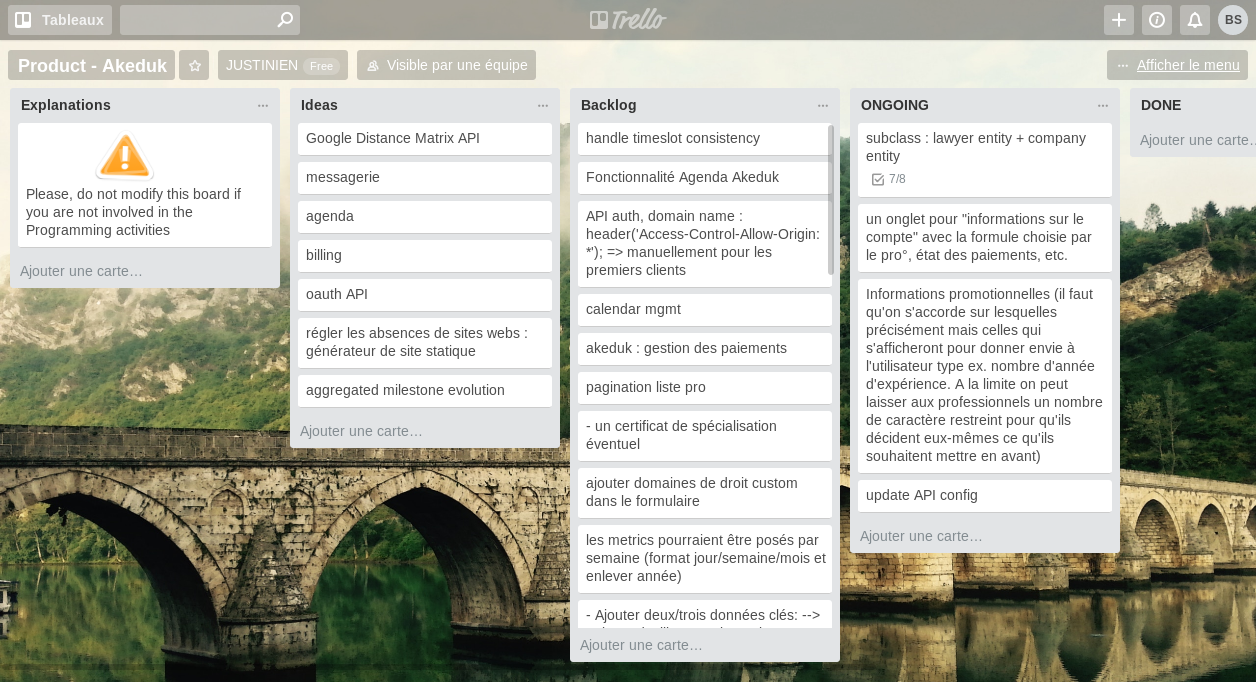 Tableaux
Trello
BS
Product - Akeduk
JUSTINIEN Free
Visible par une équipe
Afficher le menu
Explanations
Please, do not modify this board if
you are not involved in the
Programming activities
Ajouter une carte…
Ideas
Google Distance Matrix API
messagerie
agenda
billing
oauth API
régler les absences de sites webs :
générateur de site statique
aggregated milestone evolution
Ajouter une carte…
Backlog
handle timeslot consistency
Fonctionnalité Agenda Akeduk
API auth, domain name :
header('Access-Control-Allow-Origin:
*'); => manuellement pour les
premiers clients
calendar mgmt
akeduk : gestion des paiements
pagination liste pro
- un certificat de spécialisation
éventuel
ajouter domaines de droit custom
dans le formulaire
les metrics pourraient être posés par
semaine (format jour/semaine/mois et
enlever année)
- Ajouter deux/trois données clés: -->
Ajouter une carte…
ONGOING
subclass : lawyer entity + company
entity
7/8
un onglet pour "informations sur le
compte" avec la formule choisie par
le pro°, état des paiements, etc.
Informations promotionnelles (il faut
qu'on s'accorde sur lesquelles
précisément mais celles qui
s'afficheront pour donner envie à
l'utilisateur type ex. nombre d'année
d'expérience. A la limite on peut
laisser aux professionnels un nombre
de caractère restreint pour qu'ils
décident eux-mêmes ce qu'ils
souhaitent mettre en avant)
update API config
Ajouter une carte…
DONE
Ajouter une carte…